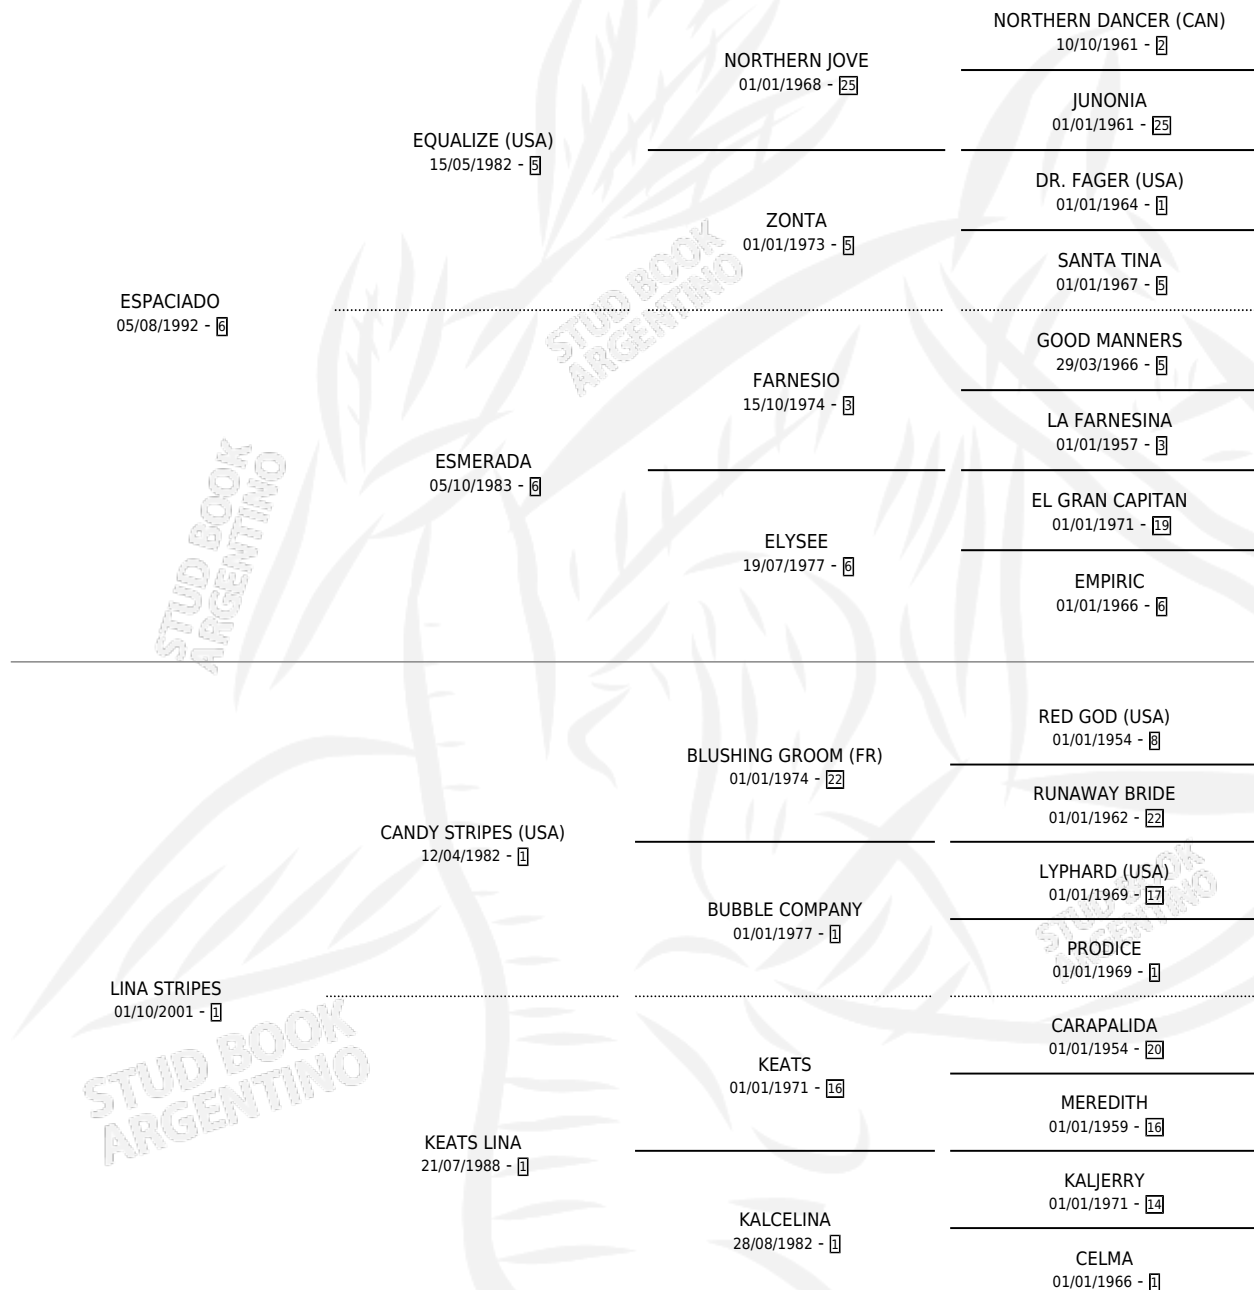 NORTHERN DANCER (CAN)
10/10/1961 - 2
NORTHERN JOVE
01/01/1968 - 25
JUNONIA
01/01/1961 - 25
EQUALIZE (USA)
15/05/1982 - 5
DR. FAGER (USA)
01/01/1964 - 1
ZONTA
01/01/1973 - 5
SANTA TINA
01/01/1967 - 5
ESPACIADO
05/08/1992 - 6
GOOD MANNERS
29/03/1966 - 5
FARNESIO
15/10/1974 - 3
LA FARNESINA
01/01/1957 - 3
ESMERADA
05/10/1983 - 6
EL GRAN CAPITAN
01/01/1971 - 19
ELYSEE
19/07/1977 - 6
EMPIRIC
01/01/1966 - 6
RED GOD (USA)
01/01/1954 - 8
BLUSHING GROOM (FR)
01/01/1974 - 22
RUNAWAY BRIDE
01/01/1962 - 22
CANDY STRIPES (USA)
12/04/1982 - 1
LYPHARD (USA)
01/01/1969 - 17
BUBBLE COMPANY
01/01/1977 - 1
PRODICE
01/01/1969 - 1
LINA STRIPES
01/10/2001 - 1
CARAPALIDA
01/01/1954 - 20
KEATS
01/01/1971 - 16
MEREDITH
01/01/1959 - 16
KEATS LINA
21/07/1988 - 1
KALJERRY
01/01/1971 - 14
KALCELINA
28/08/1982 - 1
CELMA
01/01/1966 - 1
STUD BOOK
ARGENTINO
STUD BOOK
ARGENTINO
STUD BOOK
ARGENTINO
STUD BOOK
ARGENTINO